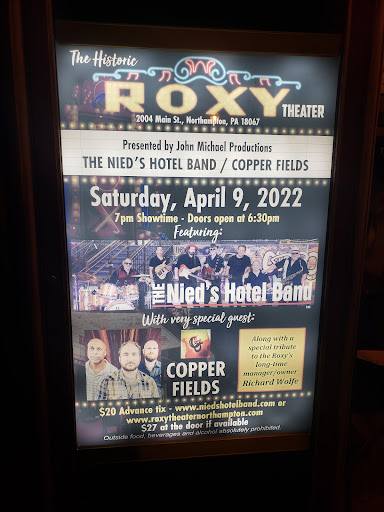 The Historic
ROXY
THEATER
2004 Main St., Northampton, PA 18067
Presented by John Michael Productions
THE NIED'S HOTEL BAND / COPPER FIELDS
Saturday, April 9, 2022
7pm Showtime - Doors open at 6:30pm
Featuring:
THE Nied's Hotel Band
With very special guest:
COPPER
FIELDS
Along with a
special tribute
to the Roxy's
long-time
manager/owner
Richard Wolfe
$20 Advance tix - www.niedshotelband.com or
www.roxytheaternorthampton.com
$27 at the door if available
Outside food, beverages and alcohol absolutely prohibited